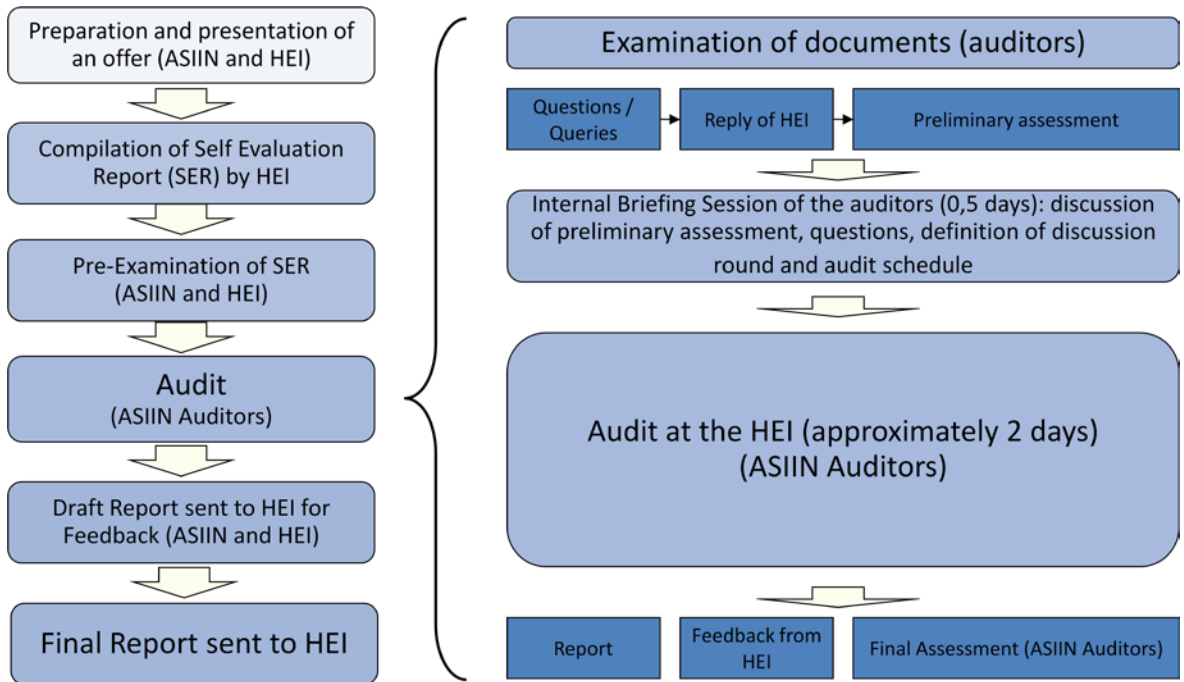 Preparation and presentation of
an offer (ASIIN and HEI)
Compilation of Self Evaluation
Report (SER) by HEI
Pre-Examination of SER
(ASIIN and HEI)
Audit
(ASIIN Auditors)
Draft Report sent to HEI for
Feedback (ASIIN and HEI)
Final Report sent to HEI
Examination of documents (auditors)
Questions /
Queries
Reply of HEI
Preliminary assessment
Internal Briefing Session of the auditors (0,5 days): discussion
of preliminary assessment, questions, definition of discussion
round and audit schedule
Audit at the HEI (approximately 2 days)
(ASIIN Auditors)
Report
Feedback from
HEI
Final Assessment (ASIIN Auditors)